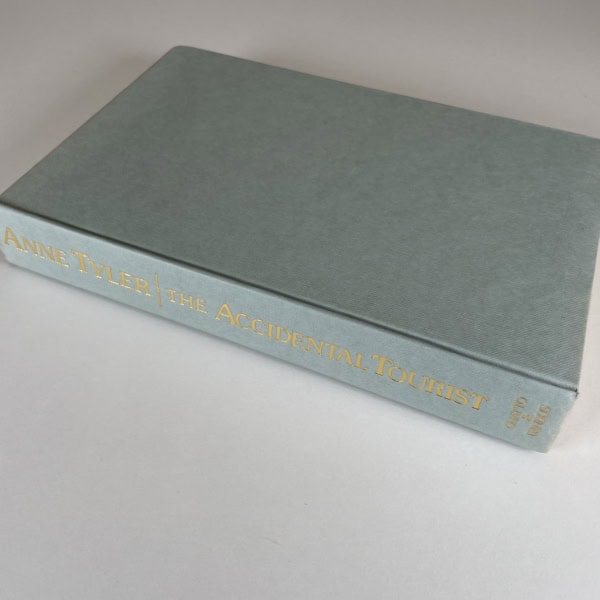 ANNE TYLER | THE ACCIDENTAL TOURIST